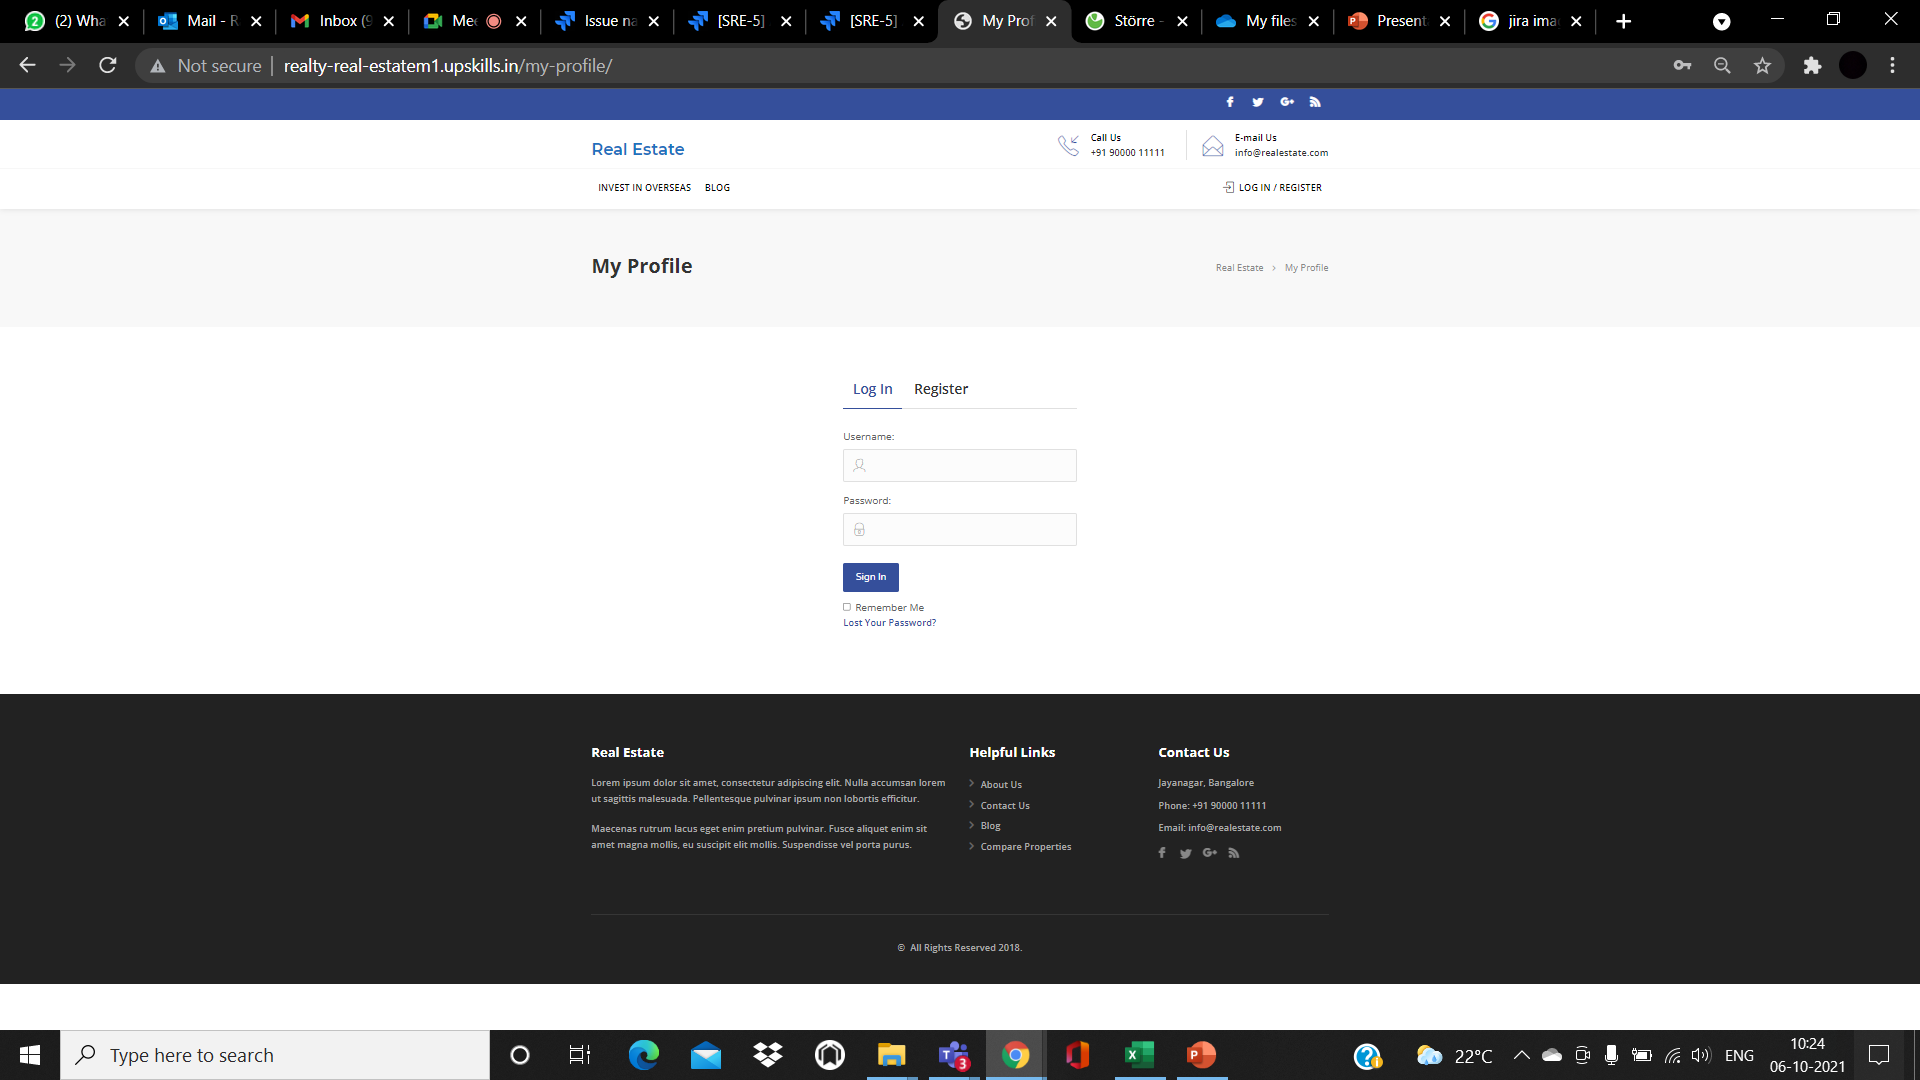 (2) Wha
Mail - R
Inbox (9
Mee
Issue na
[SRE-5]
[SRE-5]
My Prof
Större -
My files
Present
jira ima
Not secure
realty-real-estatem1.upskills.in/my-profile/
Real Estate
Call Us
+91 90000 11111
E-mail Us
info@realestate.com
INVEST IN OVERSEAS
BLOG
LOG IN / REGISTER
My Profile
Real Estate > My Profile
Log In
Register
Username:
Password:
Sign In
Remember Me
Lost Your Password?
Real Estate
Lorem ipsum dolor sit amet, consectetur adipiscing elit. Nulla accumsan lorem
ut sagittis malesuada. Pellentesque pulvinar ipsum non lobortis efficitur.
Maecenas rutrum lacus eget enim pretium pulvinar. Fusce aliquet enim sit
amet magna mollis, eu suscipit elit mollis. Suspendisse vel porta purus.
Helpful Links
About Us
Contact Us
Blog
Compare Properties
Contact Us
Jayanagar, Bangalore
Phone: +91 90000 11111
Email: info@realestate.com
© All Rights Reserved 2018.
Type here to search
3
22°C
ENG
10:24
06-10-2021